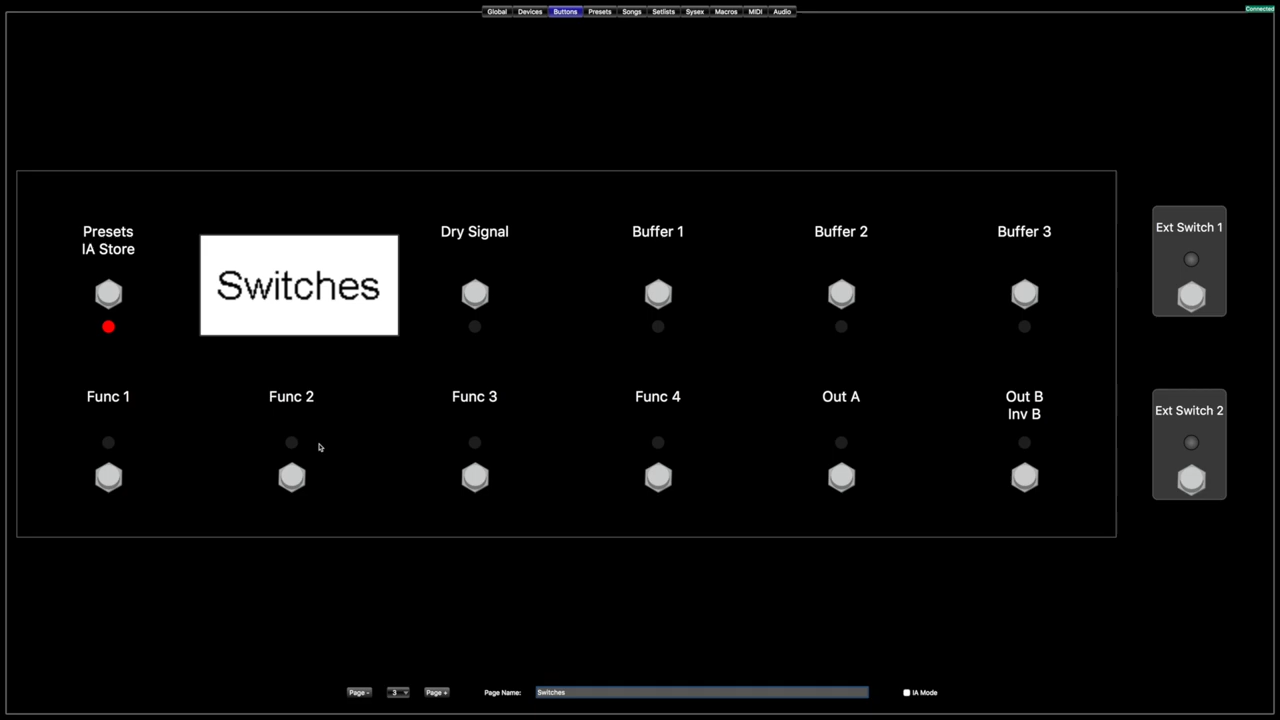 Global Devices Buttons Presets Songs Setlists Sysex Macros MIDI Audio
Connected
Presets
IA Store
Switches
Dry Signal
Buffer 1
Buffer 2
Buffer 3
Ext Switch 1
Func 1
Func 2
Func 3
Func 4
Out A
Out B
Inv B
Ext Switch 2
Page - 3 Page + Page Name: Switches IA Mode